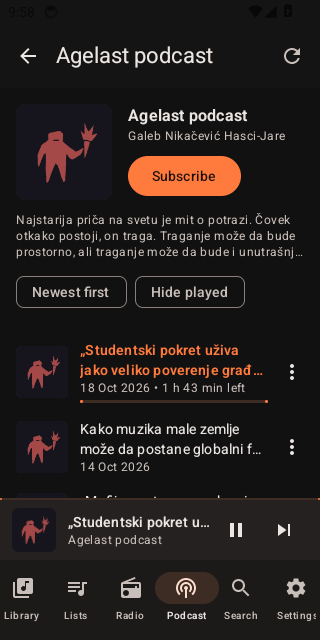 9:58
Agelast podcast
Agelast podcast
Galeb Nikačević Hasci-Jare
Subscribe
Najstarija priča na svetu je mit o potrazi. Čovek
otkako postoji, on traga. Traganje može da bude
prostorno, ali traganje može da bude i unutrašnj…
Newest first
Hide played
„Studentski pokret uživa
jako veliko poverenje građ…
18 Oct 2026 • 1 h 43 min left
Kako muzika male zemlje
može da postane globalni f…
14 Oct 2026
„Studentski pokret u…
Agelast podcast
Library
Lists
Radio
Podcast
Search
Settings